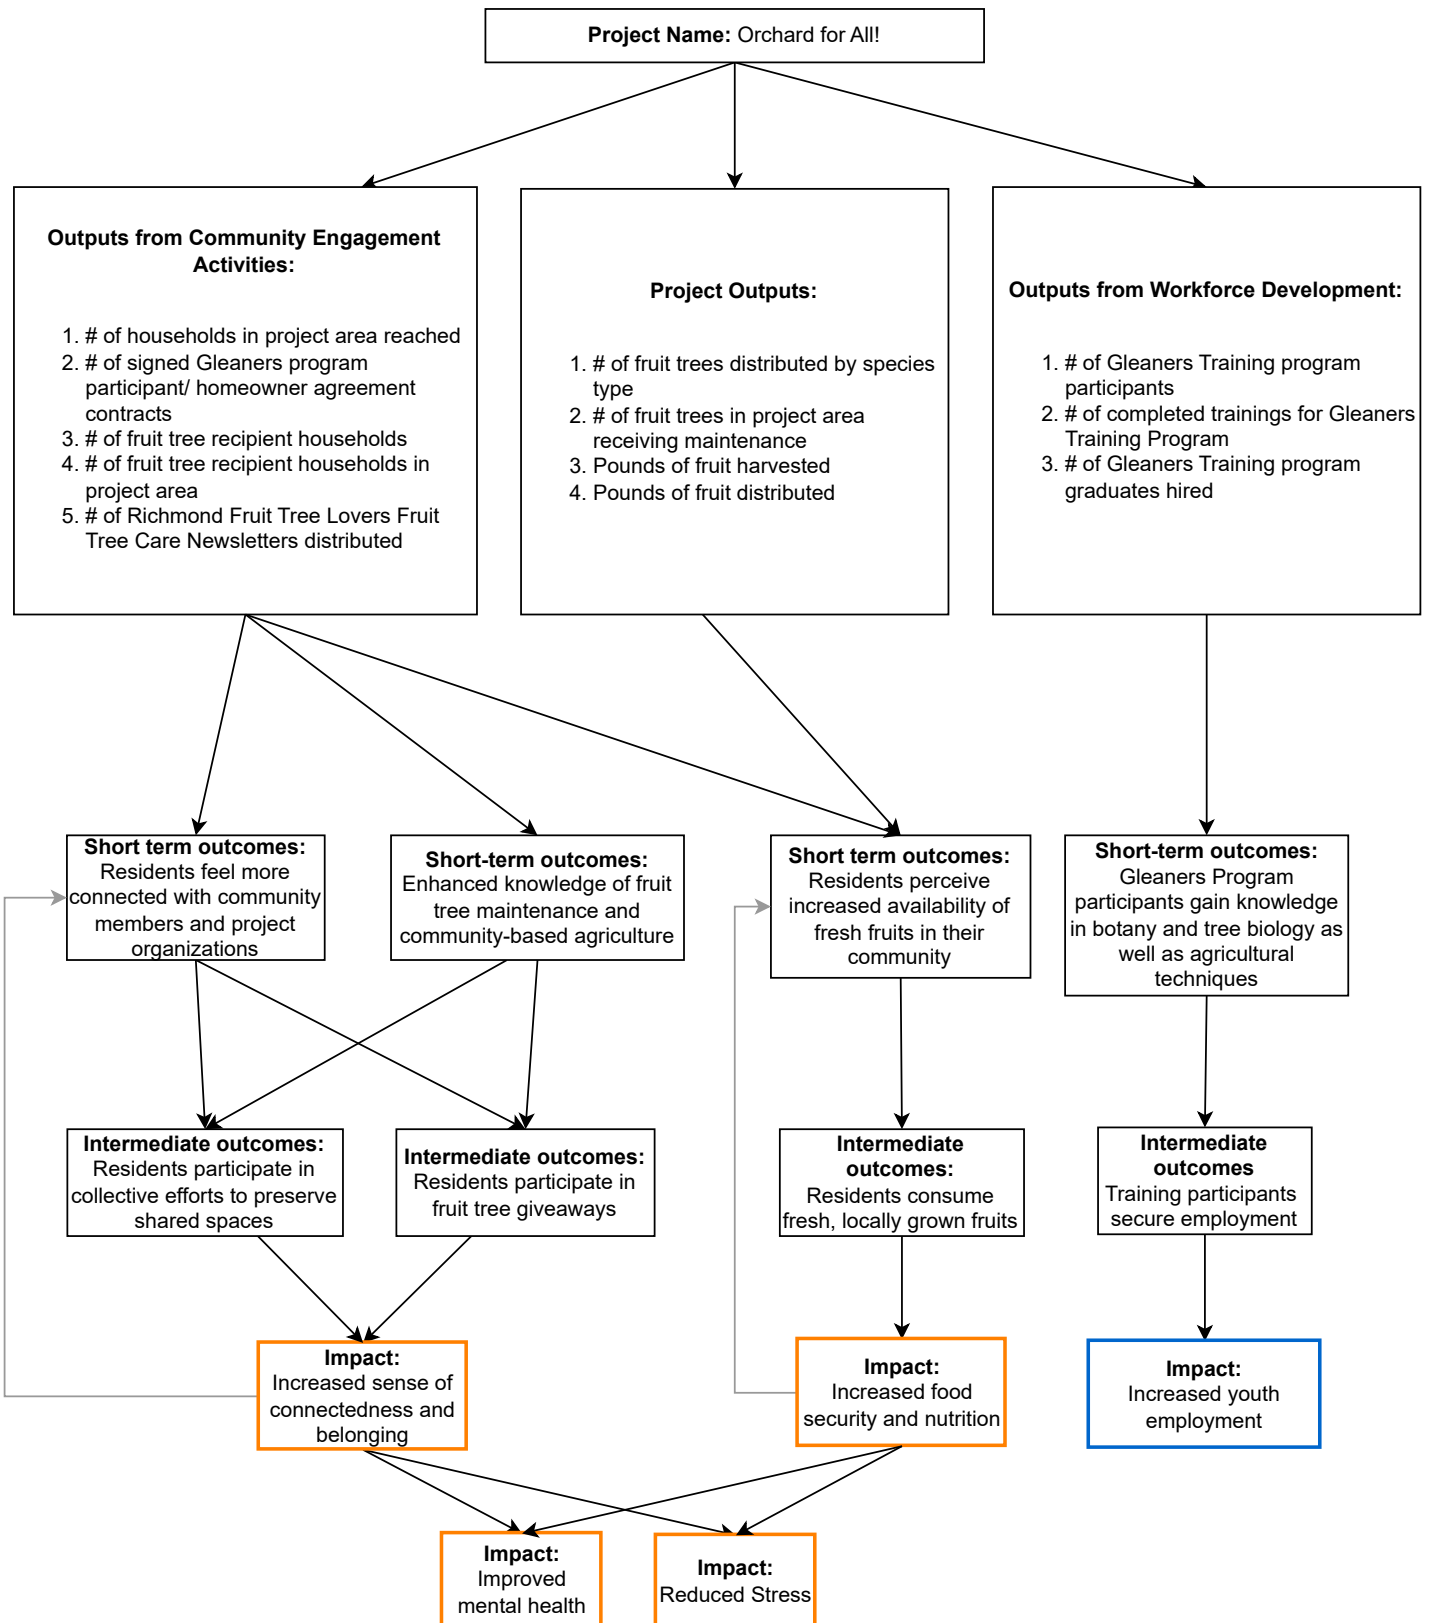 Project Name: Orchard for All!
Outputs from Community Engagement
Activities:
1. # of households in project area reached
2. # of signed Gleaners program
participant/ homeowner agreement
contracts
3. # of fruit tree recipient households
4. # of fruit tree recipient households in
project area
5. # of Richmond Fruit Tree Lovers Fruit
Tree Care Newsletters distributed
Project Outputs:
1. # of fruit trees distributed by species
type
2. # of fruit trees in project area
receiving maintenance
3. Pounds of fruit harvested
4. Pounds of fruit distributed
Outputs from Workforce Development:
1. # of Gleaners Training program
participants
2. # of completed trainings for Gleaners
Training Program
3. # of Gleaners Training program
graduates hired
Short term outcomes:
Residents feel more
connected with community
members and project
organizations
Short-term outcomes:
Enhanced knowledge of fruit
tree maintenance and
community-based agriculture
Short term outcomes:
Residents perceive
increased availability of
fresh fruits in their
community
Short-term outcomes:
Gleaners Program
participants gain knowledge
in botany and tree biology as
well as agricultural
techniques
Intermediate outcomes:
Residents participate in
collective efforts to preserve
shared spaces
Intermediate outcomes:
Residents participate in
fruit tree giveaways
Intermediate
outcomes:
Residents consume
fresh, locally grown fruits
Intermediate
outcomes
Training participants
secure employment
Impact:
Increased sense of
connectedness and
belonging
Impact:
Increased food
security and nutrition
Impact:
Increased youth
employment
Impact:
Improved
mental health
Impact:
Reduced Stress